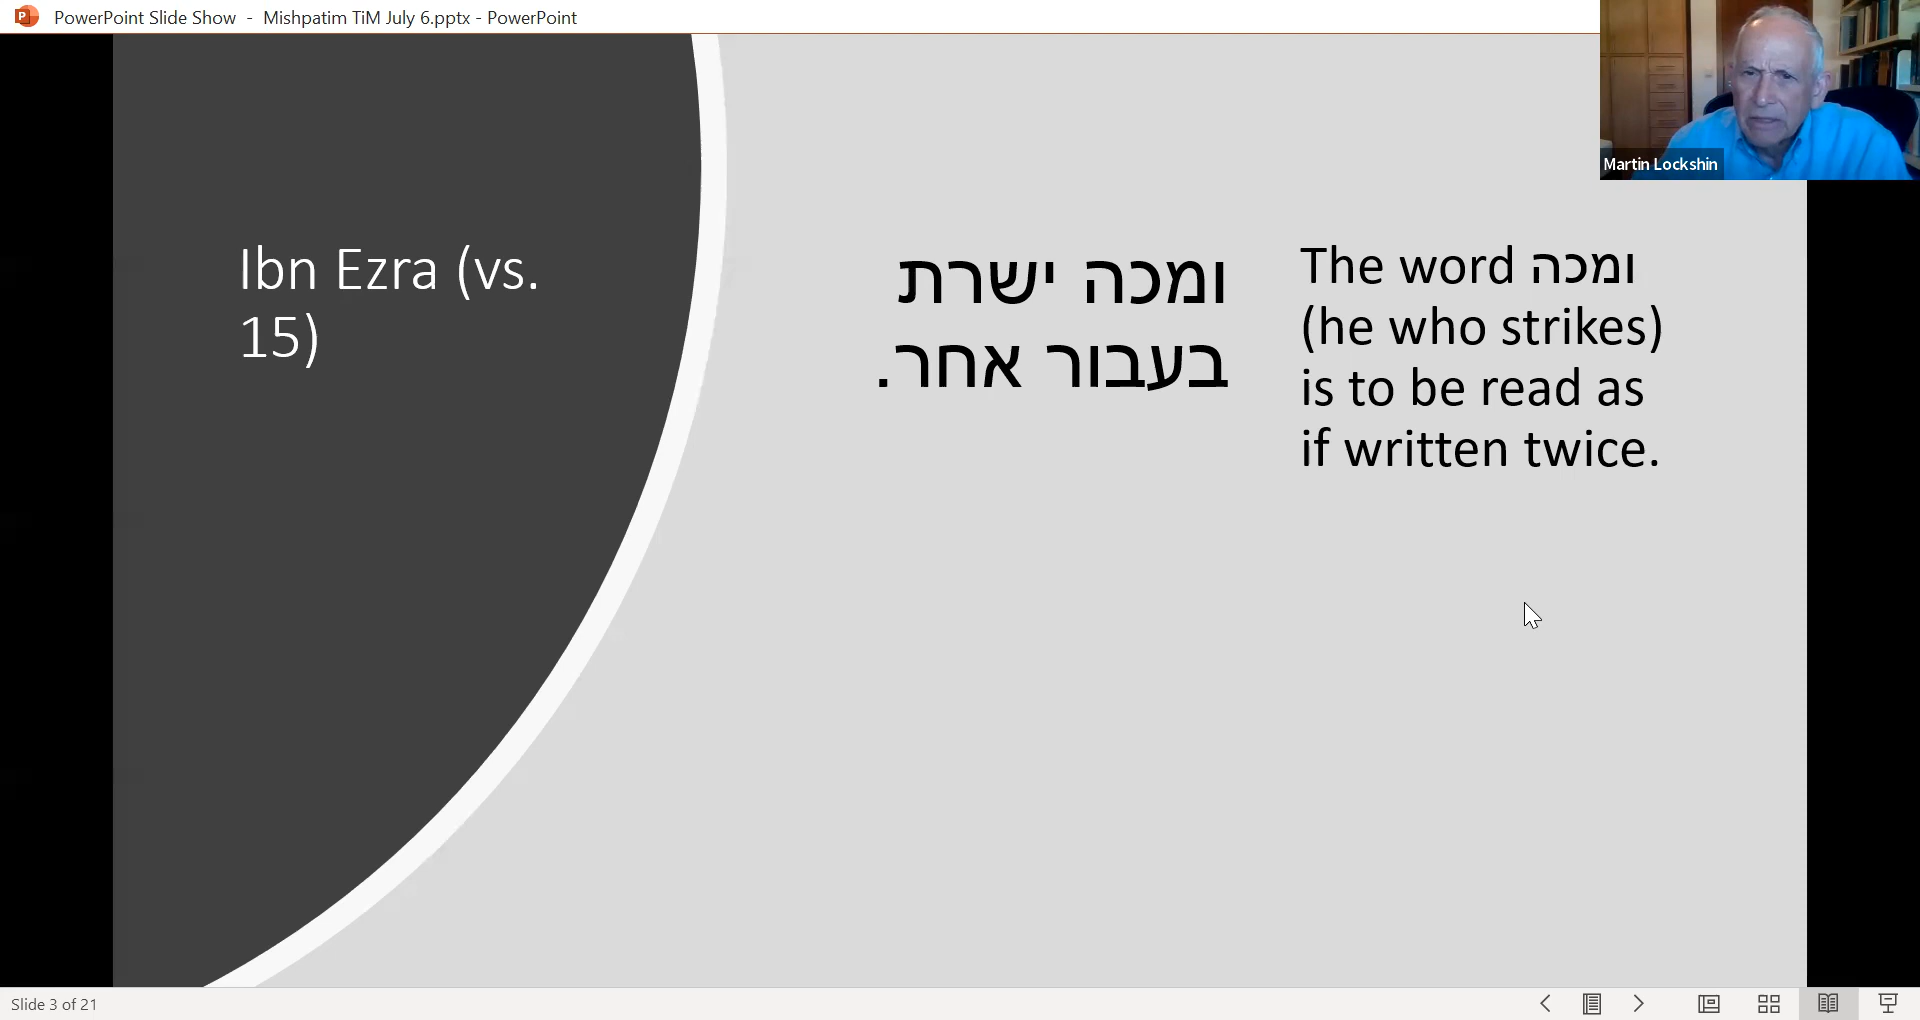 PowerPoint Slide Show - Mishpatim TiM July 6.pptx - PowerPoint
Martin Lockshin
Ibn Ezra (vs.
15)
ומכה ישרת
בעבור אחר.
The word ומכה
(he who strikes)
is to be read as
if written twice.
Slide 3 of 21